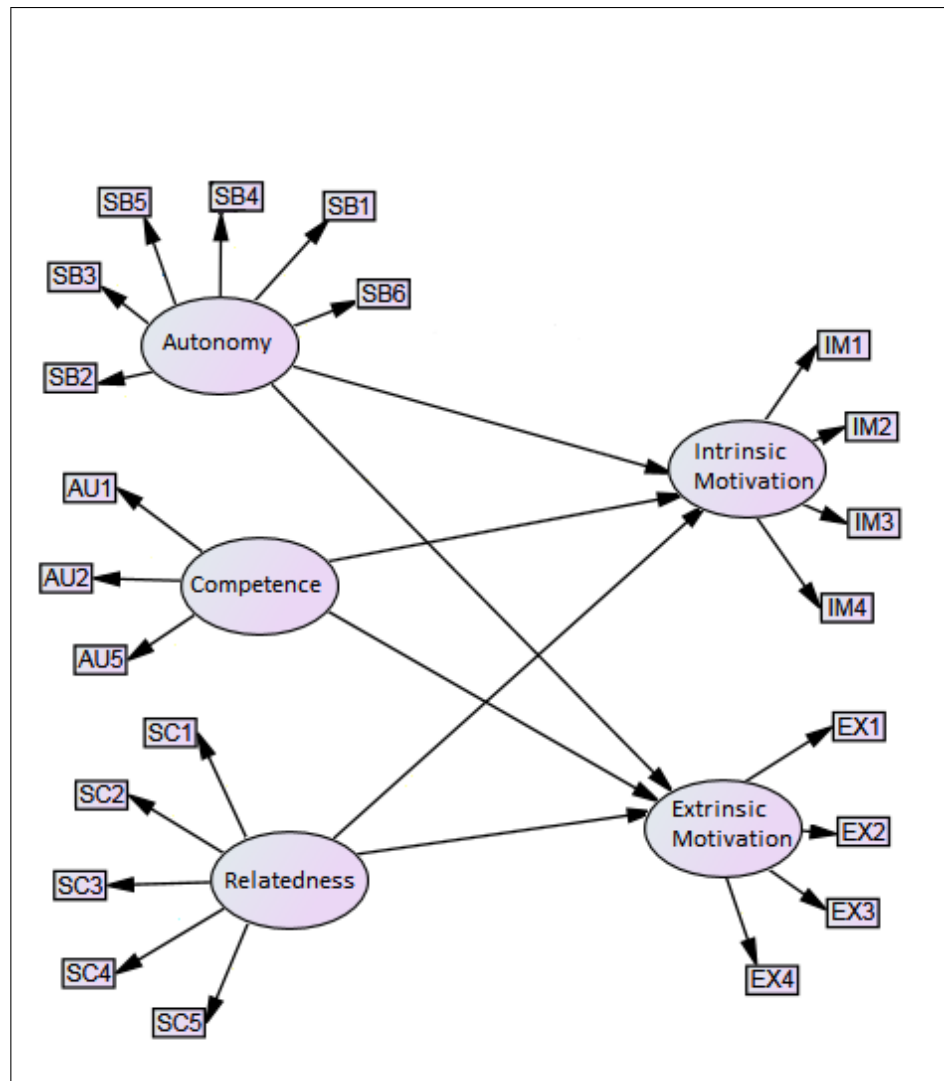 SB5
SB4
SB1
SB3
SB6
SB2
Autonomy
IM1
IM2
Intrinsic
Motivation
IM3
IM4
AU1
AU2
Competence
AU5
SC1
SC2
SC3
Relatedness
SC4
SC5
EX1
Extrinsic
Motivation
EX2
EX3
EX4